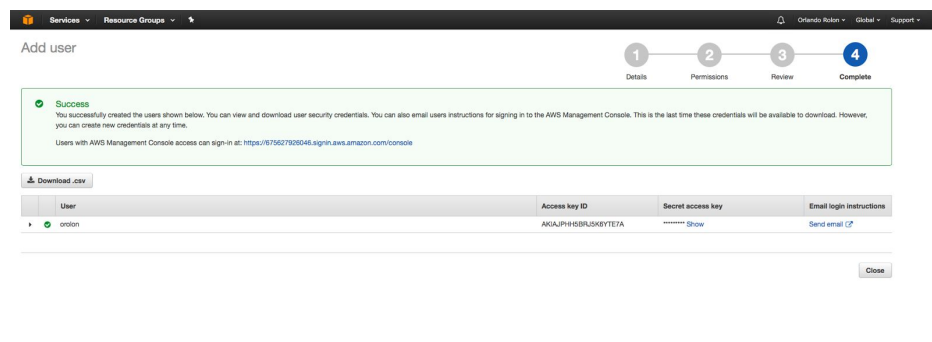 Services Resource Groups Orlando Rolon Global Support
Add user
1 2 3 4
Details Permissions Review Complete
Success
You successfully created the users shown below. You can view and download user security credentials. You can also email users instructions for signing in to the AWS Management Console. This is the last time these credentials will be available to download. However,
you can create new credentials at any time.
Users with AWS Management Console access can sign-in at: https://675627926046.signin.aws.amazon.com/console
Download .csv
User Access key ID Secret access key Email login instructions
orolon AKIAJPHH5BRJ5K6YTE7A ********* Show Send email
Close